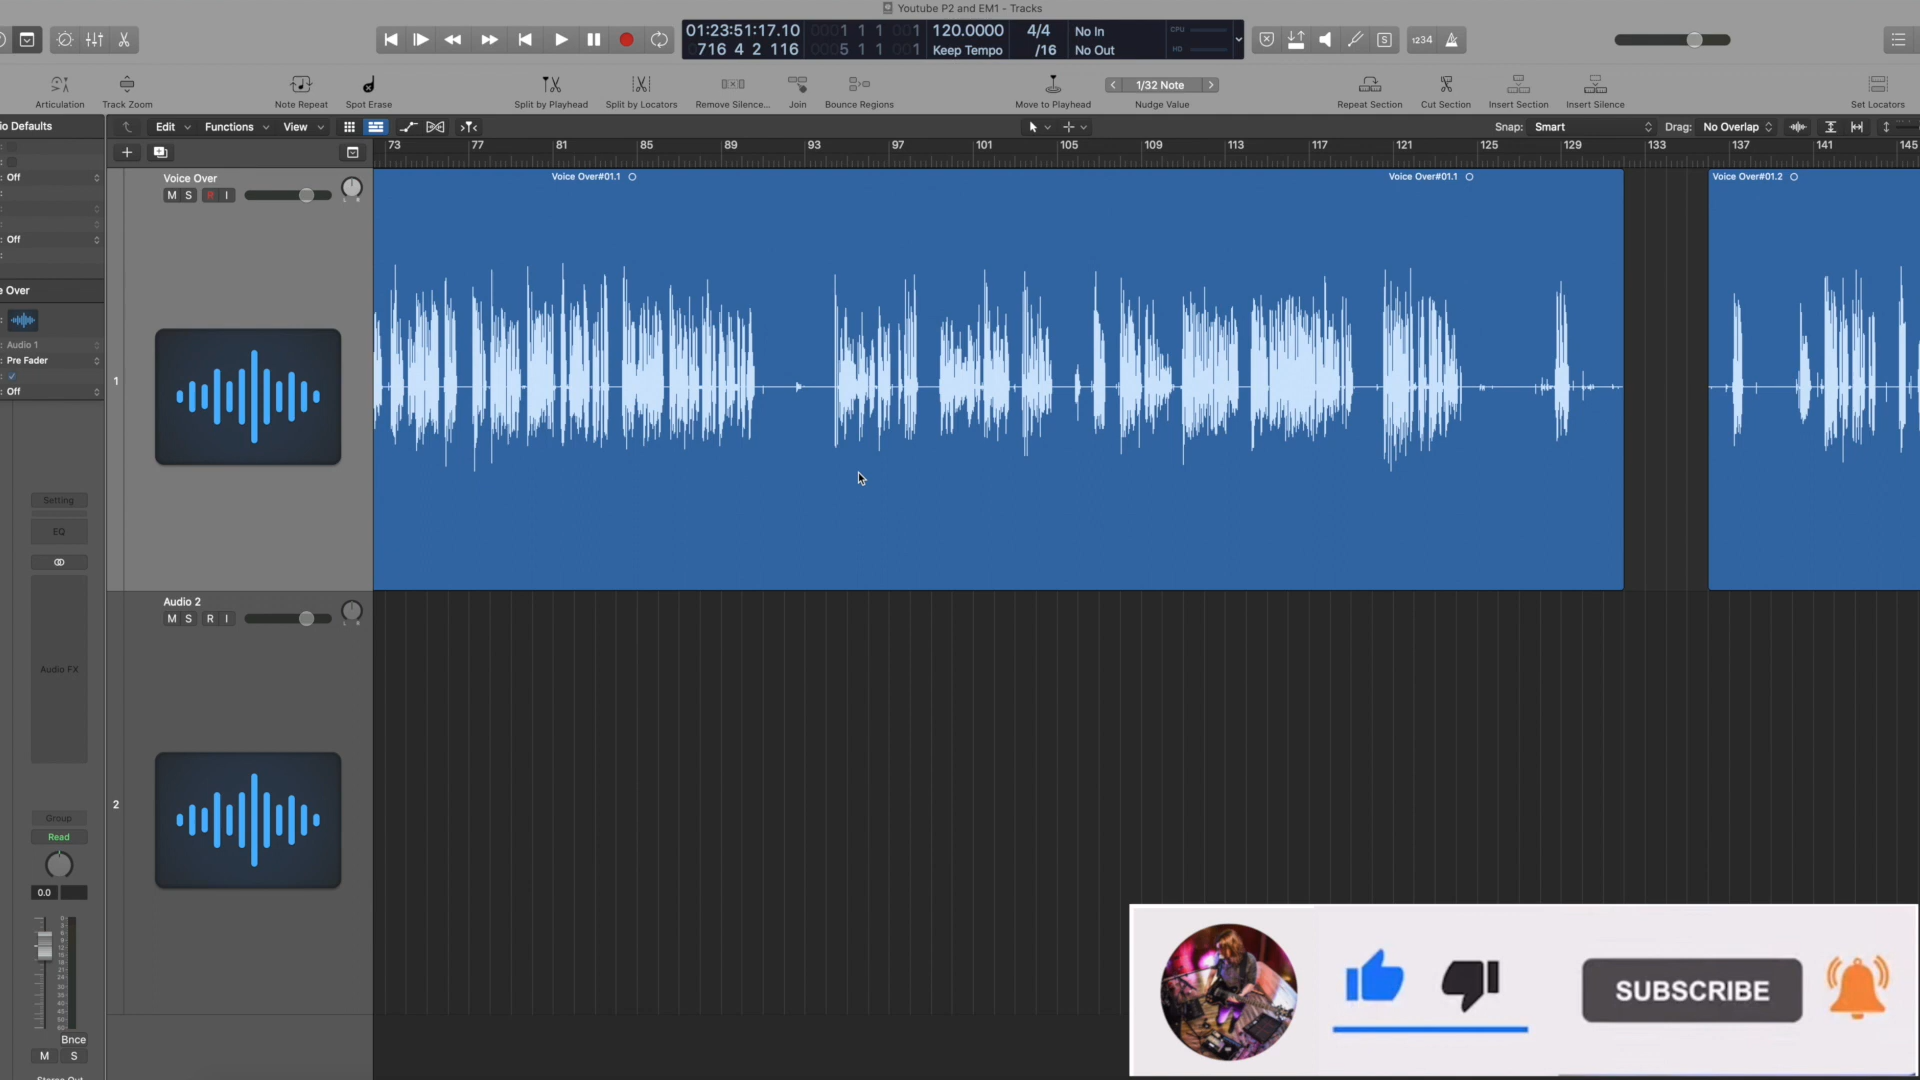 Youtube P2 and EM1 - Tracks
01:23:51:17.10
716 4 2 116
0001 1 1 001
0005 1 1 001
120.0000
Keep Tempo
4/4
/16
No In
No Out
CPU
HD
1234
Articulation
Track Zoom
Note Repeat
Spot Erase
Split by Playhead
Split by Locators
Remove Silence...
Join
Bounce Regions
Move to Playhead
1/32 Note
Nudge Value
Repeat Section
Cut Section
Insert Section
Insert Silence
Set Locators
io Defaults
Edit
Functions
View
Snap: Smart
Drag: No Overlap
73 77 81 85 89 93 97 101 105 109 113 117 121 125 129 133 137 141 145
: Off
: Off
e Over
Audio 1
Pre Fader
: Off
Setting
EQ
Audio FX
Group
Read
0.0
Bnce
M S
1
Voice Over
M S R I
L R
Voice Over#01.1
Voice Over#01.1
Voice Over#01.2
2
Audio 2
M S R I
L R
SUBSCRIBE